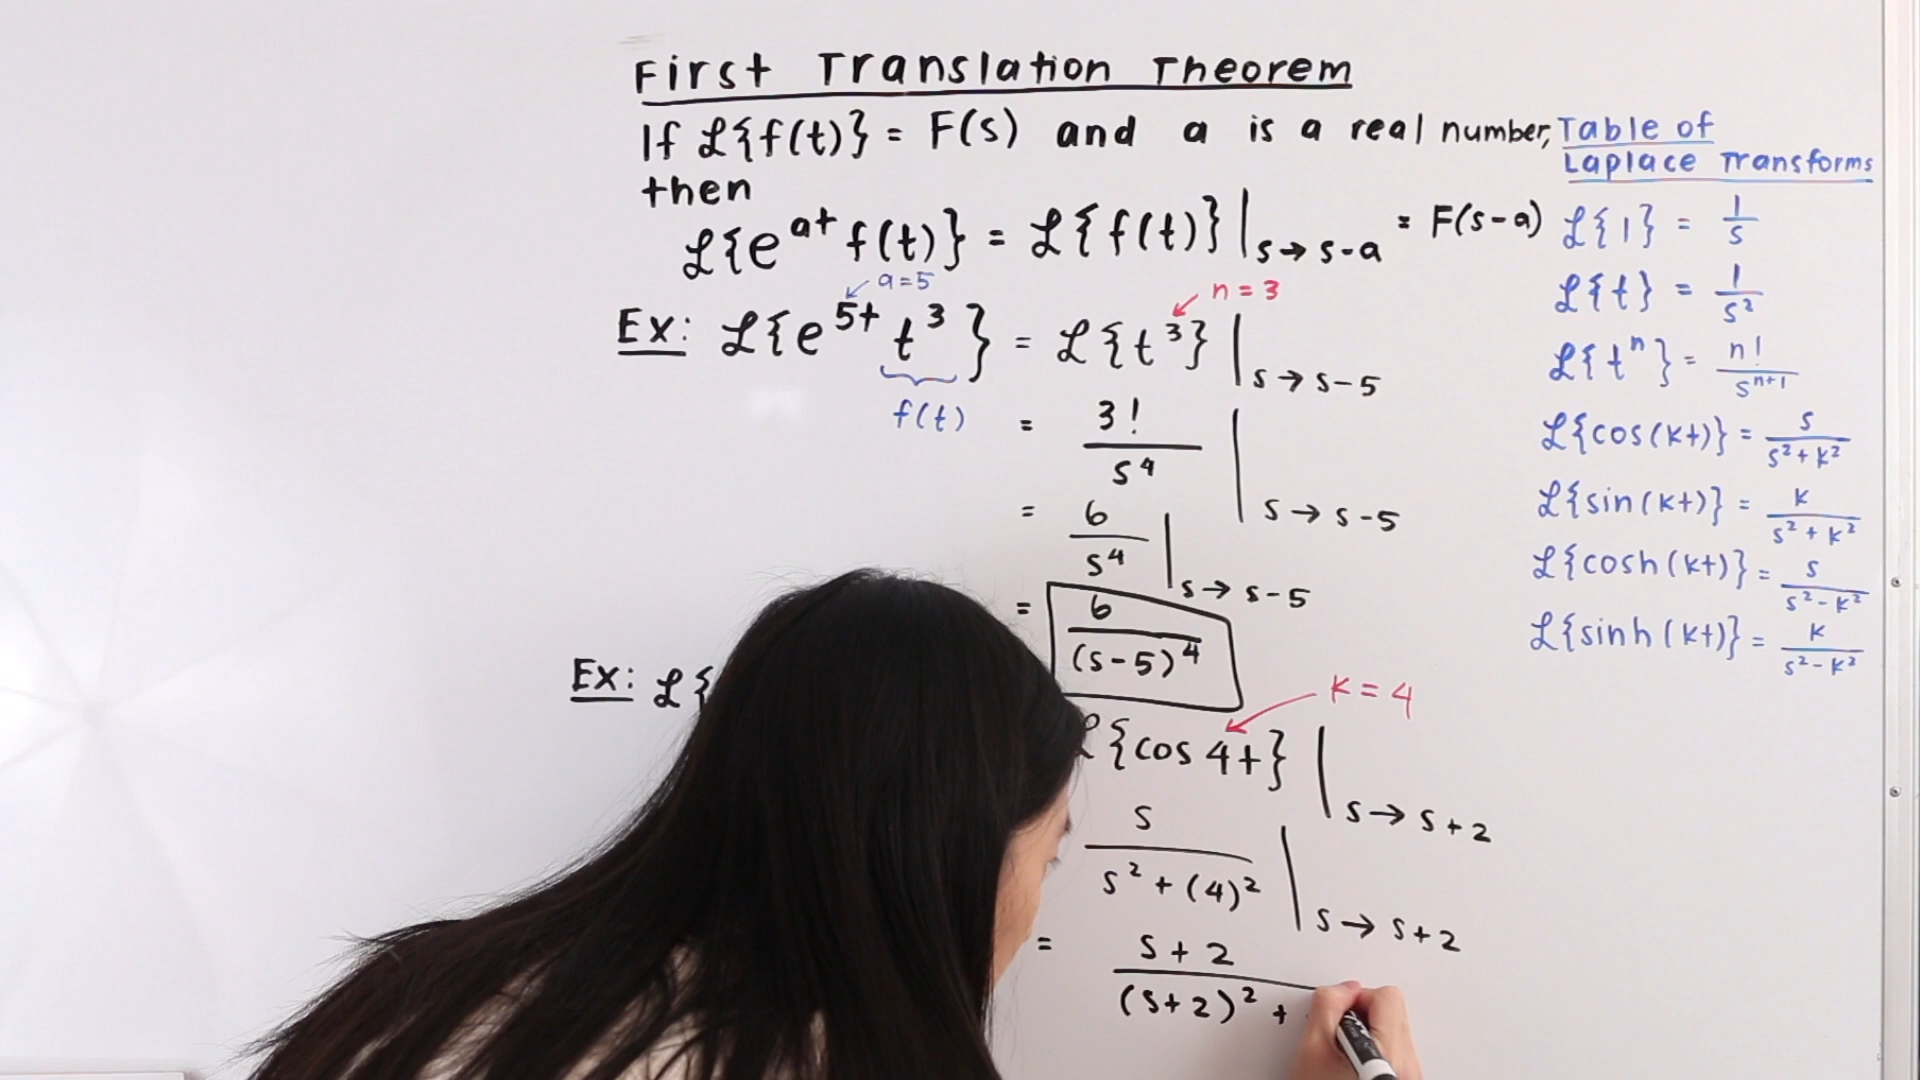 First Translation Theorem
If ℒ{f(t)} = F(s) and a is a real number,
then
ℒ{e^{at} f(t)} = ℒ{f(t)}|_{s→s-a} = F(s-a)
a=5
Ex: ℒ{e^{5t} t^3} = ℒ{t^3}|_{s→s-5}
n=3
f(t)
= 3!/s^4 |_{s→s-5}
= 6/s^4 |_{s→s-5}
= 6/(s-5)^4
Ex: ℒ{
ℒ{cos 4t}|_{s→s+2}
k=4
s/(s^2+(4)^2) |_{s→s+2}
= (s+2)/((s+2)^2 +
Table of
Laplace Transforms
ℒ{1} = 1/s
ℒ{t} = 1/s^2
ℒ{t^n} = n!/s^{n+1}
ℒ{cos(kt)} = s/(s^2+k^2)
ℒ{sin(kt)} = k/(s^2+k^2)
ℒ{cosh(kt)} = s/(s^2-k^2)
ℒ{sinh(kt)} = k/(s^2-k^2)